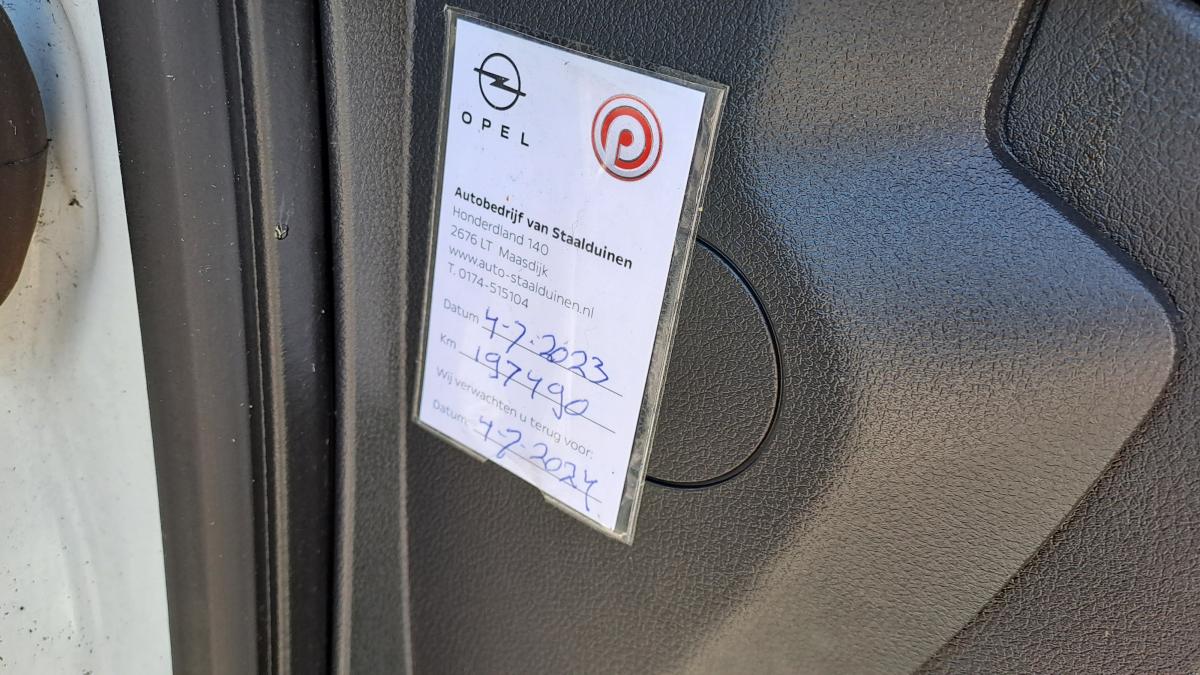 OPEL
Autobedrijf van Staalduinen
Honderdland 140
2676 LT Maasdijk
www.auto-staalduinen.nl
T. 0174-515104
Datum 4-7-2023
Km 197490
Wij verwachten u terug voor:
Datum 4-7-2024